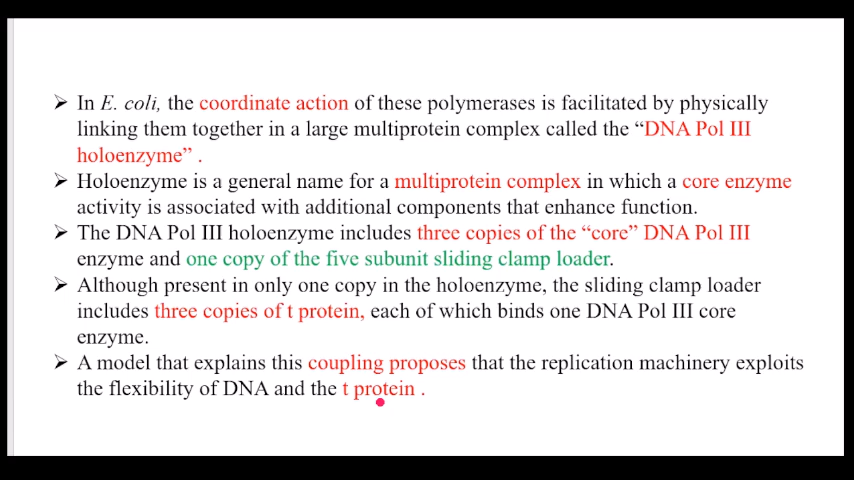 ➢ In E. coli, the coordinate action of these polymerases is facilitated by physically
linking them together in a large multiprotein complex called the “DNA Pol III
holoenzyme” .
➢ Holoenzyme is a general name for a multiprotein complex in which a core enzyme
activity is associated with additional components that enhance function.
➢ The DNA Pol III holoenzyme includes three copies of the “core” DNA Pol III
enzyme and one copy of the five subunit sliding clamp loader.
➢ Although present in only one copy in the holoenzyme, the sliding clamp loader
includes three copies of t protein, each of which binds one DNA Pol III core
enzyme.
➢ A model that explains this coupling proposes that the replication machinery exploits
the flexibility of DNA and the t protein .